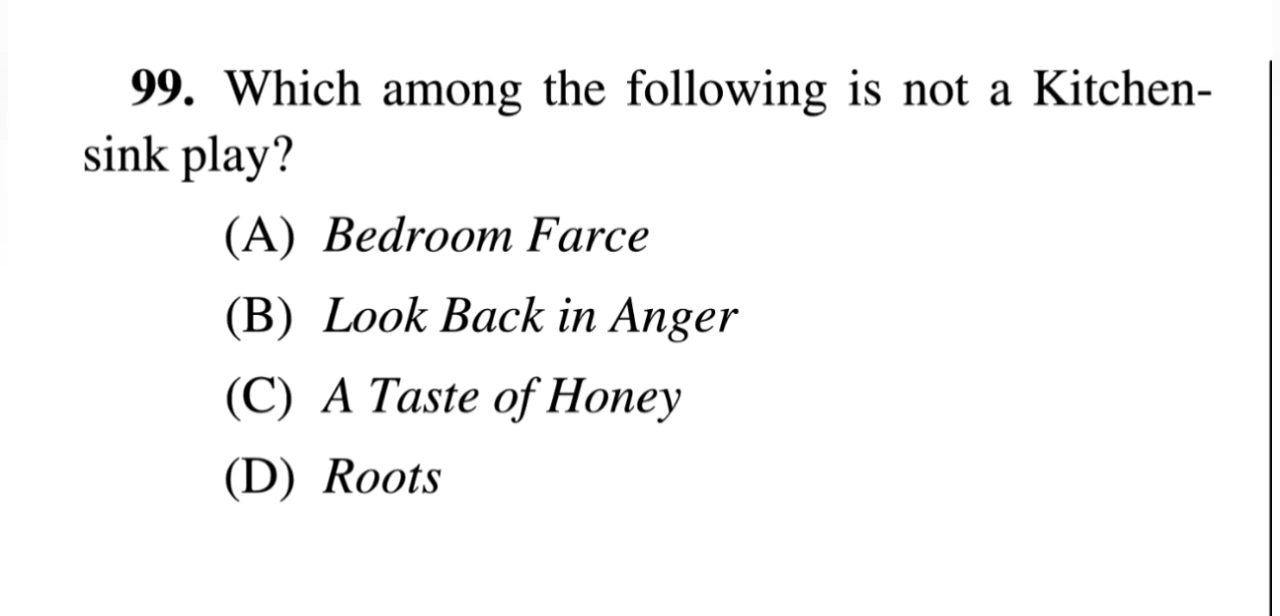 99. Which among the following is not a Kitchen-
sink play?
(A) Bedroom Farce
(B) Look Back in Anger
(C) A Taste of Honey
(D) Roots